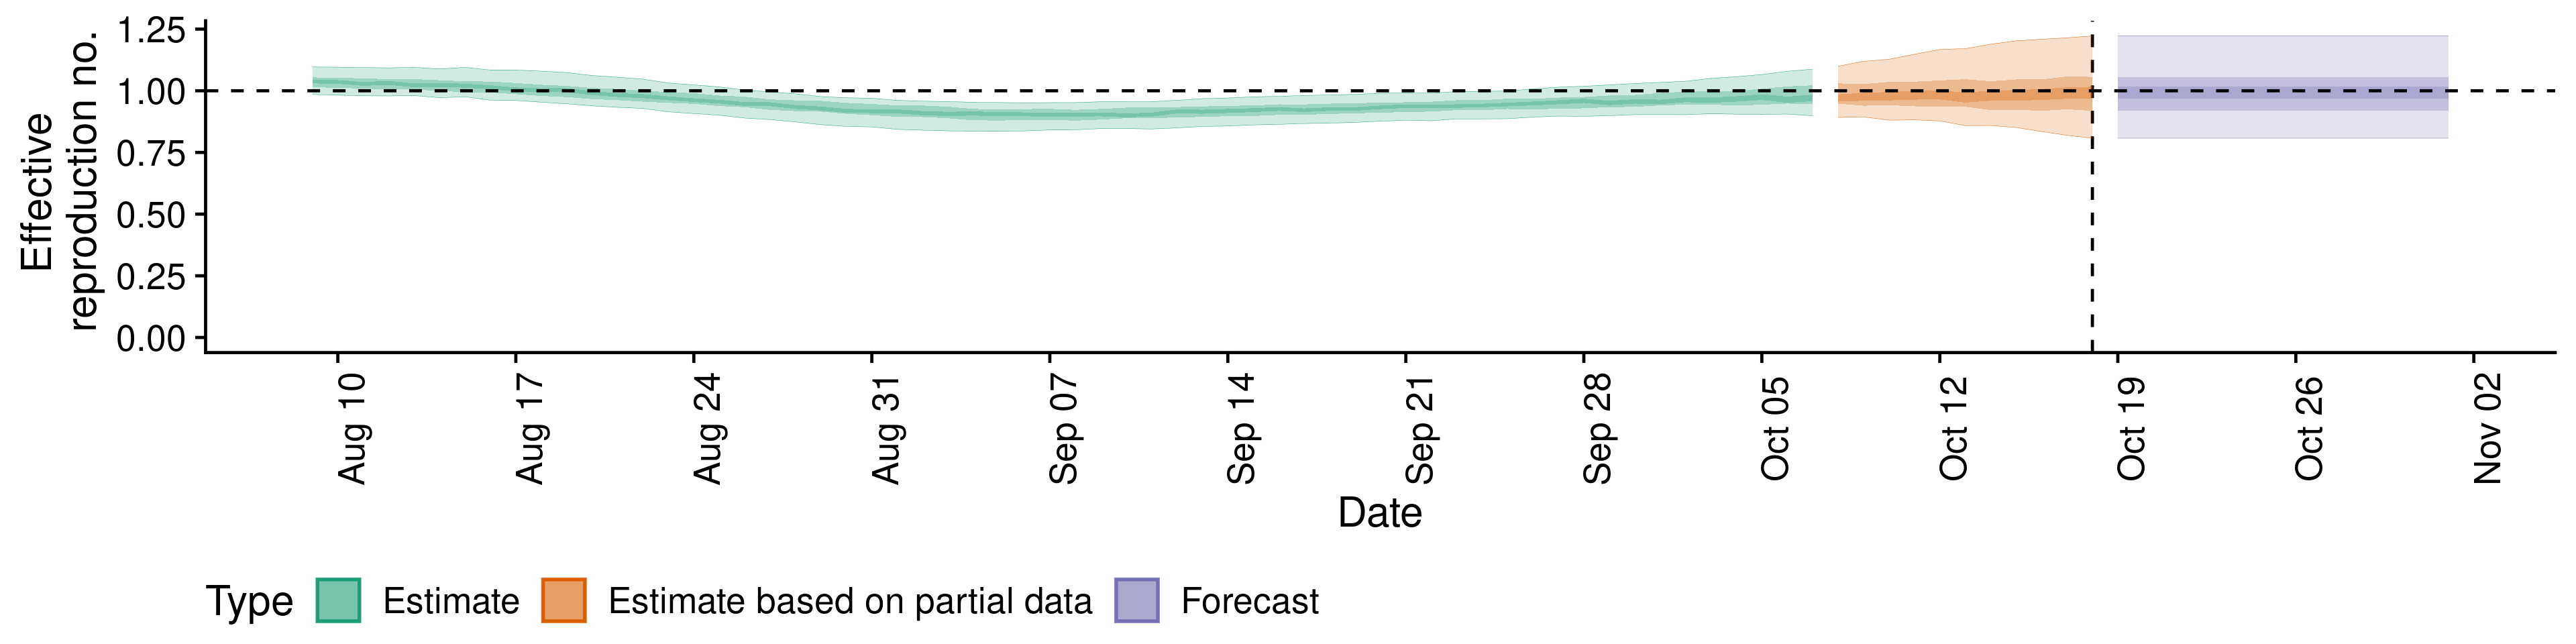 Effective
reproduction no.
1.25
1.00
0.75
0.50
0.25
0.00
Aug 10
Aug 17
Aug 24
Aug 31
Sep 07
Sep 14
Sep 21
Sep 28
Oct 05
Oct 12
Oct 19
Oct 26
Nov 02
Date
Type Estimate Estimate based on partial data Forecast